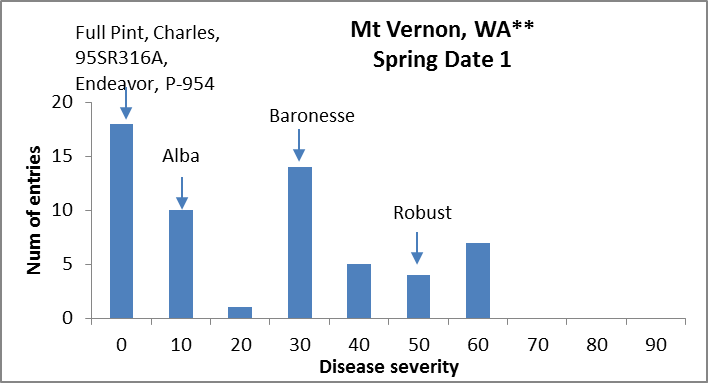 Full Pint, Charles,
95SR316A,
Endeavor, P-954
Mt Vernon, WA**
Spring Date 1
Baronesse
Alba
Robust
Num of entries
20
15
10
5
0
0 10 20 30 40 50 60 70 80 90
Disease severity